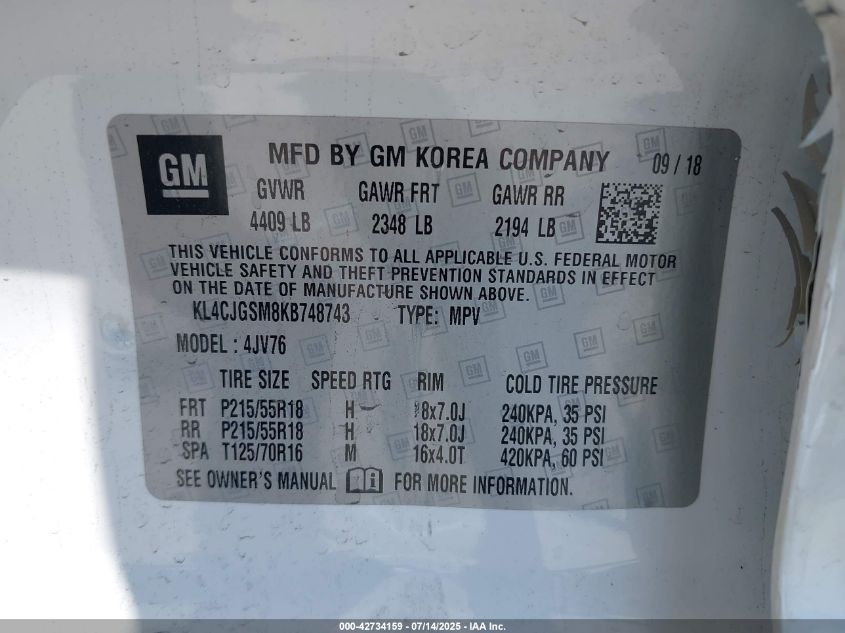 GM
MFD BY GM KOREA COMPANY 09/18
GVWR GAWR FRT GAWR RR
4409 LB 2348 LB 2194 LB
THIS VEHICLE CONFORMS TO ALL APPLICABLE U.S. FEDERAL MOTOR
VEHICLE SAFETY AND THEFT PREVENTION STANDARDS IN EFFECT
ON THE DATE OF MANUFACTURE SHOWN ABOVE.
KL4CJGSM8KB748743 TYPE: MPV
MODEL: 4JV76
TIRE SIZE SPEED RTG RIM COLD TIRE PRESSURE
FRT P215/55R18 H 8x7.0J 240KPA, 35 PSI
RR P215/55R18 H 18x7.0J 240KPA, 35 PSI
SPA T125/70R16 M 16x4.0T 420KPA, 60 PSI
SEE OWNER'S MANUAL FOR MORE INFORMATION.
000-42734159 - 07/14/2025 - IAA Inc.